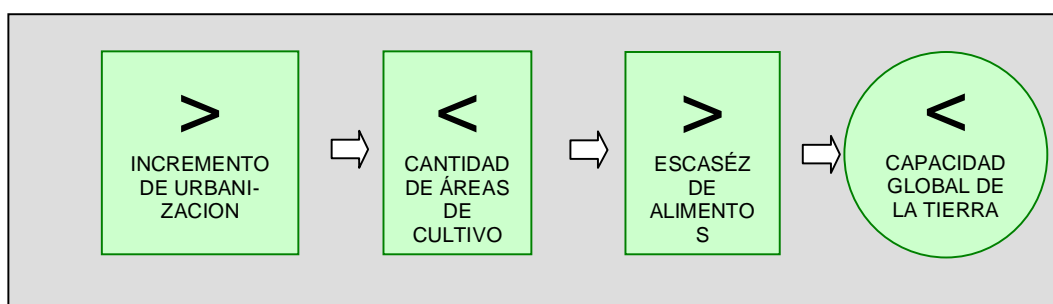 >
INCREMENTO
DE URBANI-
ZACION
<
CANTIDAD
DE ÁREAS
DE
CULTIVO
>
ESCASÉZ
DE
ALIMENTO
S
<
CAPACIDAD
GLOBAL DE
LA TIERRA